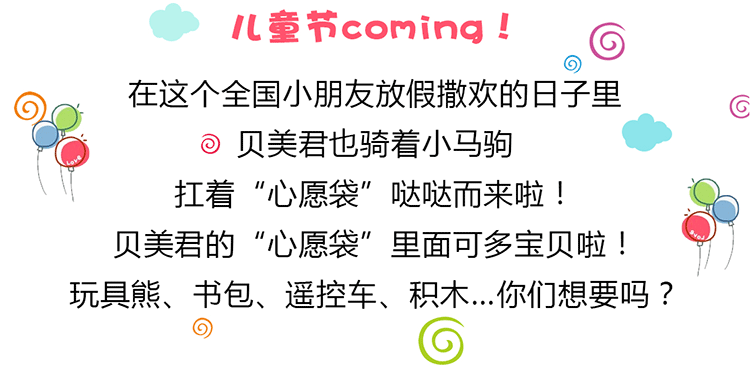 儿童节coming！
在这个全国小朋友放假撒欢的日子里
贝美君也骑着小马驹
扛着“心愿袋”哒哒而来啦！
贝美君的“心愿袋”里面可多宝贝啦！
玩具熊、书包、遥控车、积木...你们想要吗？
Love